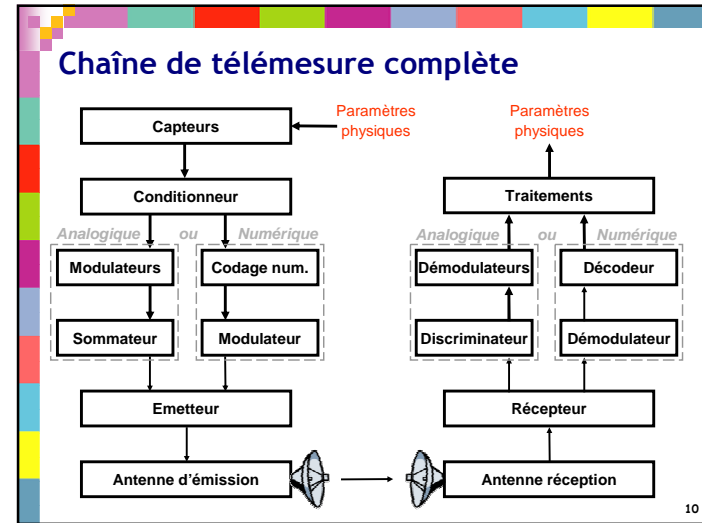 Chaîne de télémesure complète
Capteurs
Paramètres
physiques
Conditionneur
Analogique ou Numérique
Modulateurs
Codage num.
Sommateur
Modulateur
Emetteur
Antenne d'émission
Paramètres
physiques
Traitements
Analogique ou Numérique
Démodulateurs
Décodeur
Discriminateur
Démodulateur
Récepteur
Antenne réception
10